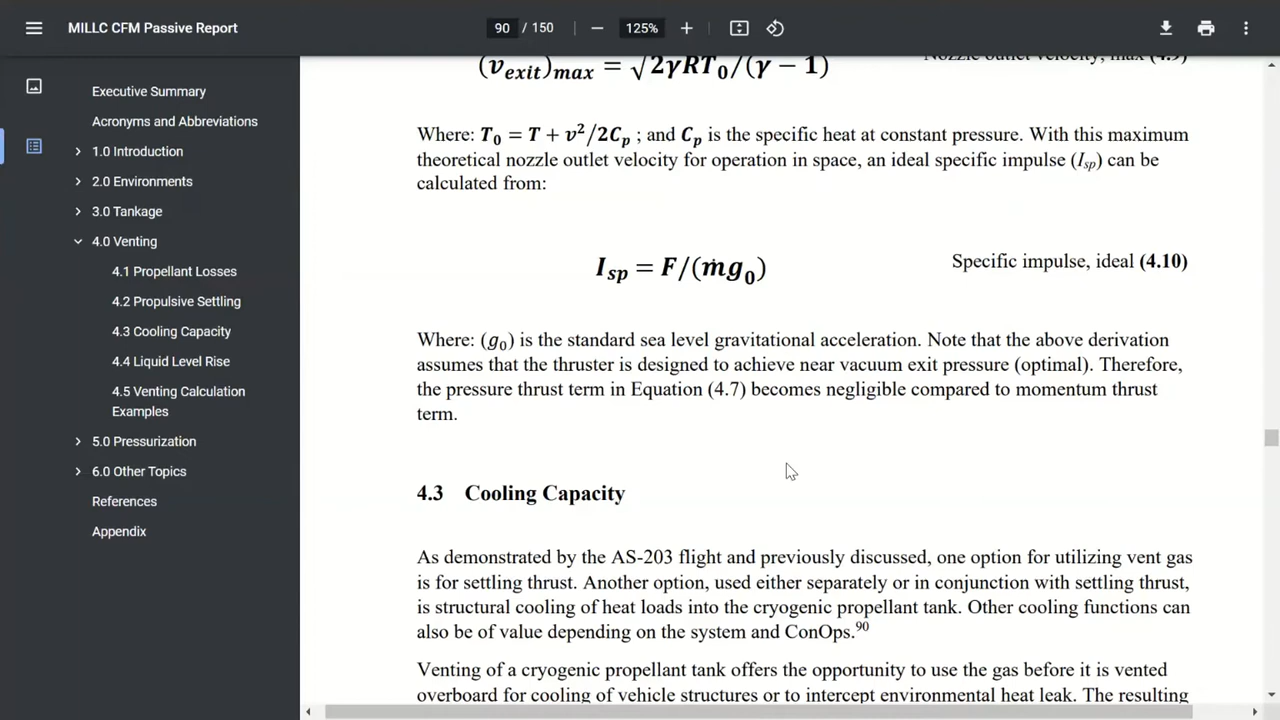 MILLC CFM Passive Report
90 / 150
125%
Executive Summary
Acronyms and Abbreviations
1.0 Introduction
2.0 Environments
3.0 Tankage
4.0 Venting
4.1 Propellant Losses
4.2 Propulsive Settling
4.3 Cooling Capacity
4.4 Liquid Level Rise
4.5 Venting Calculation
Examples
5.0 Pressurization
6.0 Other Topics
References
Appendix
(v_exit)_max = √2γRT₀/(γ − 1)
Nozzle outlet velocity, max (4.9)
Where: T₀ = T + v²/2C_p ; and C_p is the specific heat at constant pressure. With this maximum
theoretical nozzle outlet velocity for operation in space, an ideal specific impulse (I_sp) can be
calculated from:
I_sp = F/(ṁg₀)
Specific impulse, ideal (4.10)
Where: (g₀) is the standard sea level gravitational acceleration. Note that the above derivation
assumes that the thruster is designed to achieve near vacuum exit pressure (optimal). Therefore,
the pressure thrust term in Equation (4.7) becomes negligible compared to momentum thrust
term.
4.3 Cooling Capacity
As demonstrated by the AS-203 flight and previously discussed, one option for utilizing vent gas
is for settling thrust. Another option, used either separately or in conjunction with settling thrust,
is structural cooling of heat loads into the cryogenic propellant tank. Other cooling functions can
also be of value depending on the system and ConOps.⁹⁰
Venting of a cryogenic propellant tank offers the opportunity to use the gas before it is vented
overboard for cooling of vehicle structures or to intercept environmental heat leak. The resulting